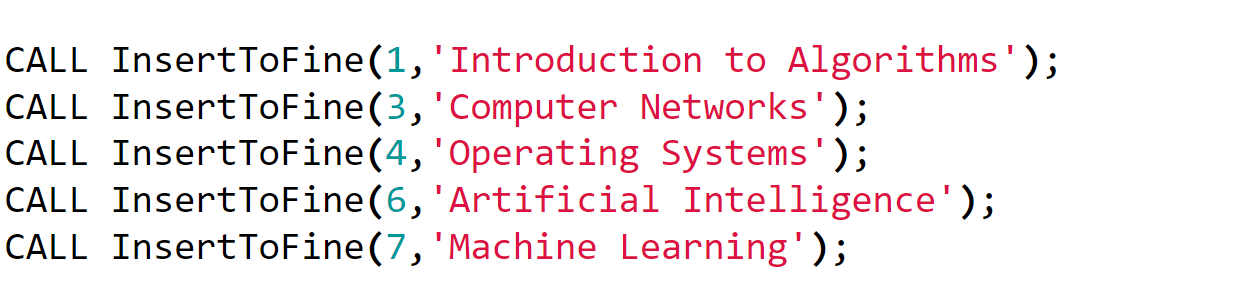 CALL InsertToFine(1,'Introduction to Algorithms');
CALL InsertToFine(3,'Computer Networks');
CALL InsertToFine(4,'Operating Systems');
CALL InsertToFine(6,'Artificial Intelligence');
CALL InsertToFine(7,'Machine Learning');